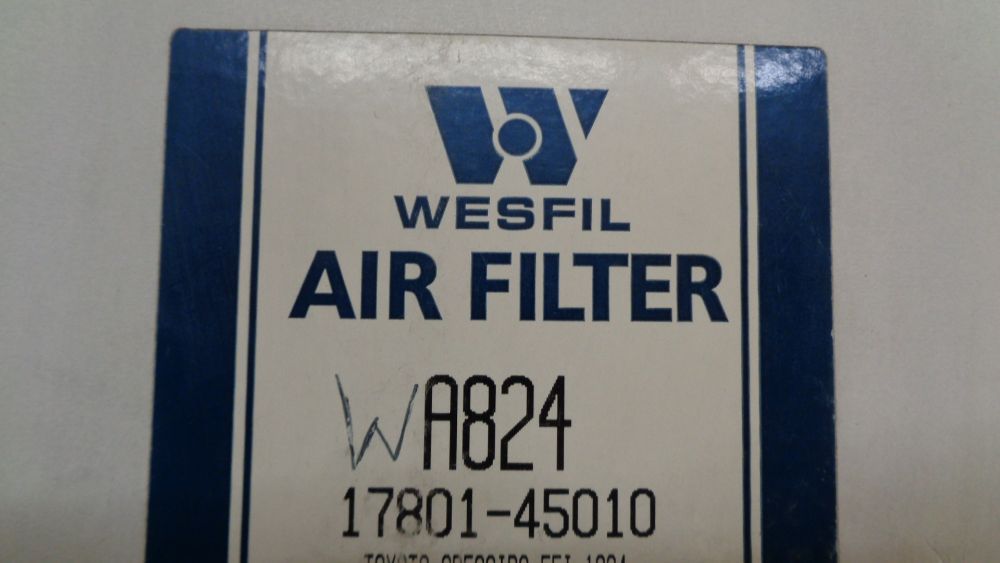 WESFIL
AIR FILTER
WA824
17801-45010